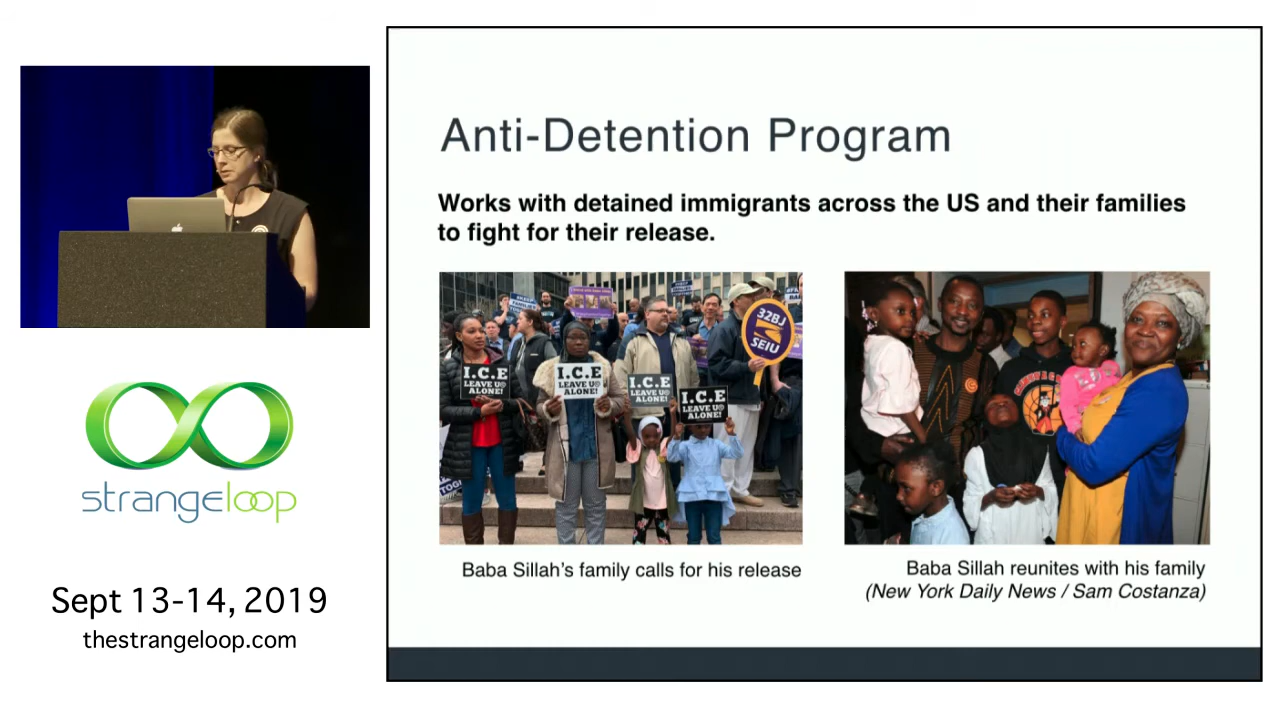 Anti-Detention Program
Works with detained immigrants across the US and their families
to fight for their release.
I.C.E
LEAVE US
ALONE!
I.C.E
LEAVE US
ALONE!
I.C.E
LEAVE US
ALONE!
I.C.E
LEAVE US
ALONE!
32BJ
SEIU
Baba Sillah's family calls for his release
Baba Sillah reunites with his family
(New York Daily News / Sam Costanza)
strangeloop
Sept 13-14, 2019
thestrangeloop.com